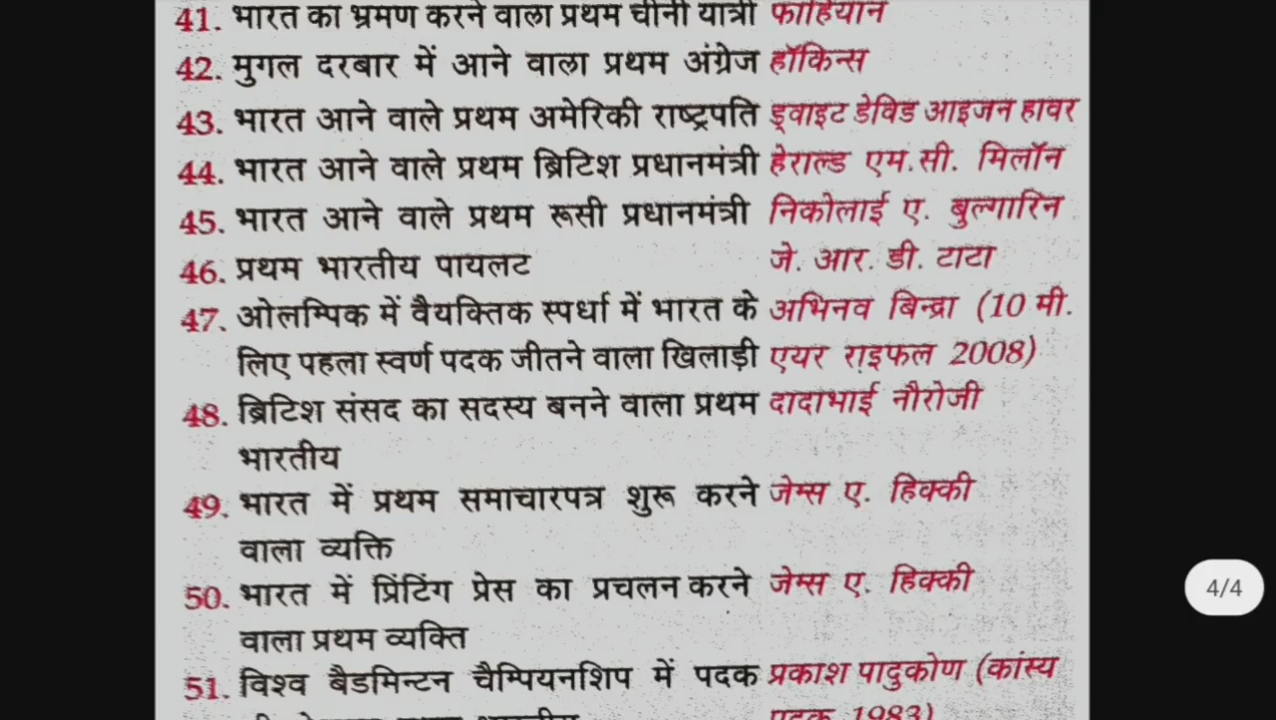 41. भारत का भ्रमण करने वाला प्रथम चीनी यात्री फाहियान
42. मुगल दरबार में आने वाला प्रथम अंग्रेज हॉकिन्स
43. भारत आने वाले प्रथम अमेरिकी राष्ट्रपति ड्वाइट डेविड आइजन हावर
44. भारत आने वाले प्रथम ब्रिटिश प्रधानमंत्री हेराल्ड एम.सी. मिलॉन
45. भारत आने वाले प्रथम रूसी प्रधानमंत्री निकोलाई ए. बुल्गारिन
46. प्रथम भारतीय पायलट जे. आर. डी. टाटा
47. ओलम्पिक में वैयक्तिक स्पर्धा में भारत के अभिनव बिन्द्रा (10 मी.
लिए पहला स्वर्ण पदक जीतने वाला खिलाड़ी एयर राइफल 2008)
48. ब्रिटिश संसद का सदस्य बनने वाला प्रथम दादाभाई नौरोजी
भारतीय
49. भारत में प्रथम समाचारपत्र शुरू करने जेम्स ए. हिक्की
वाला व्यक्ति
50. भारत में प्रिंटिंग प्रेस का प्रचलन करने जेम्स ए. हिक्की
वाला प्रथम व्यक्ति
51. विश्व बैडमिन्टन चैम्पियनशिप में पदक प्रकाश पादुकोण (कांस्य
पदक 1983)
4/4